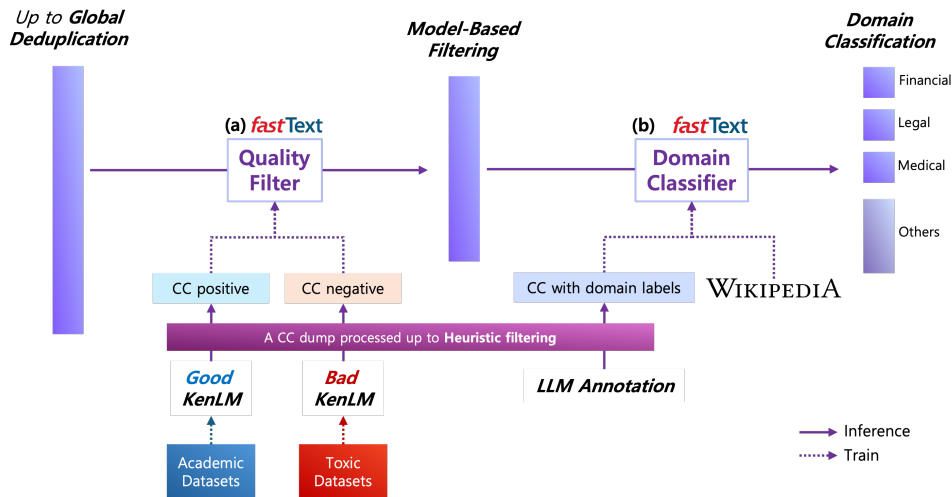 Up to Global
Deduplication
Model-Based
Filtering
Domain
Classification
(a) fastText
Quality
Filter
(b) fastText
Domain
Classifier
Financial
Legal
Medical
Others
CC positive
CC negative
CC with domain labels
WIKIPEDIA
A CC dump processed up to Heuristic filtering
Good
KenLM
Bad
KenLM
LLM Annotation
Academic
Datasets
Toxic
Datasets
Inference
Train